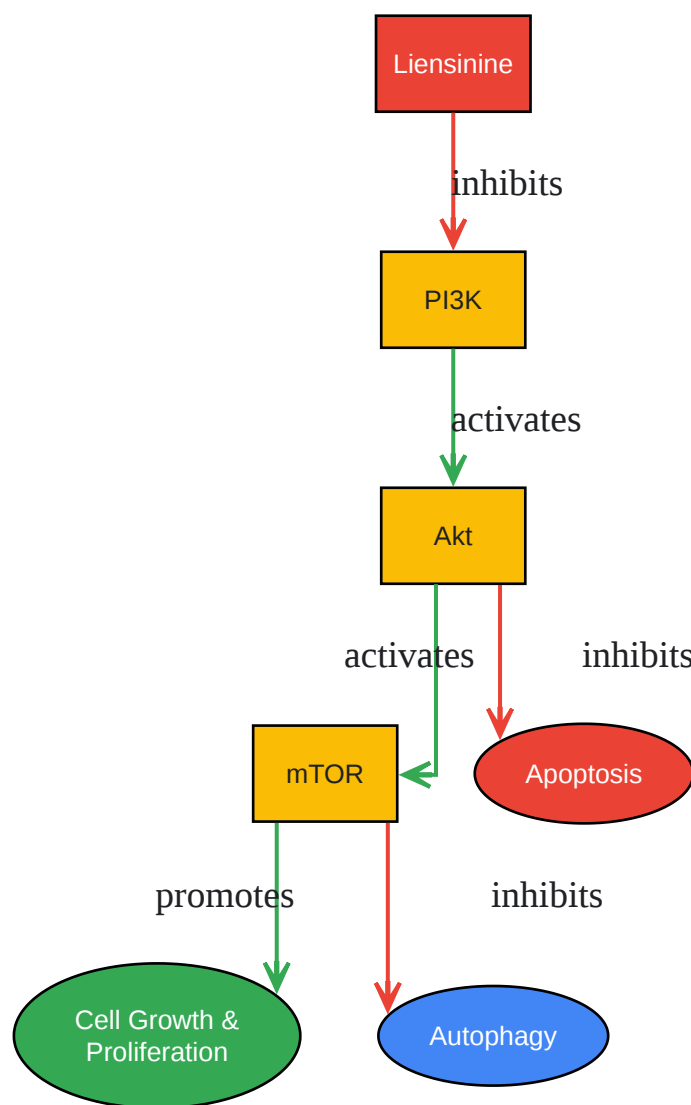 Liensinine
inhibits
PI3K
activates
Akt
activates
inhibits
mTOR
Apoptosis
promotes
inhibits
Cell Growth &
Proliferation
Autophagy